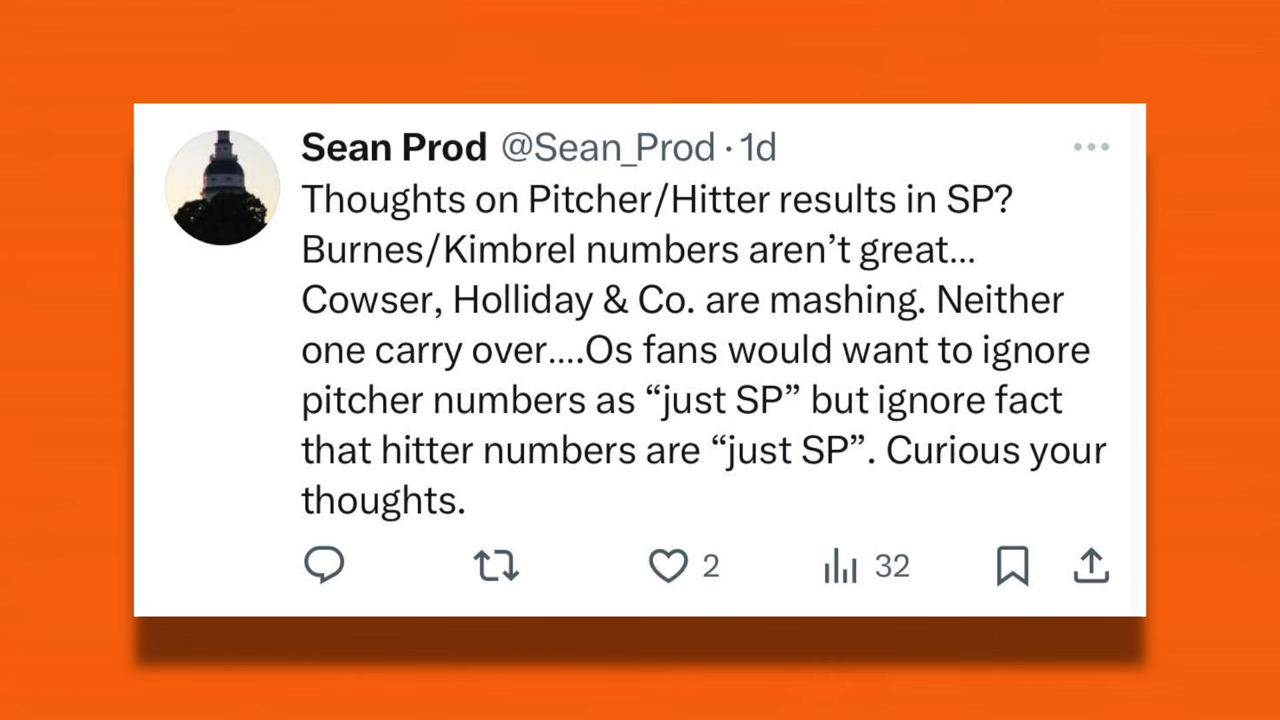 Sean Prod @Sean_Prod · 1d
Thoughts on Pitcher/Hitter results in SP?
Burnes/Kimbrel numbers aren’t great...
Cowser, Holliday & Co. are mashing. Neither
one carry over....Os fans would want to ignore
pitcher numbers as “just SP” but ignore fact
that hitter numbers are “just SP”. Curious your
thoughts.
2 32